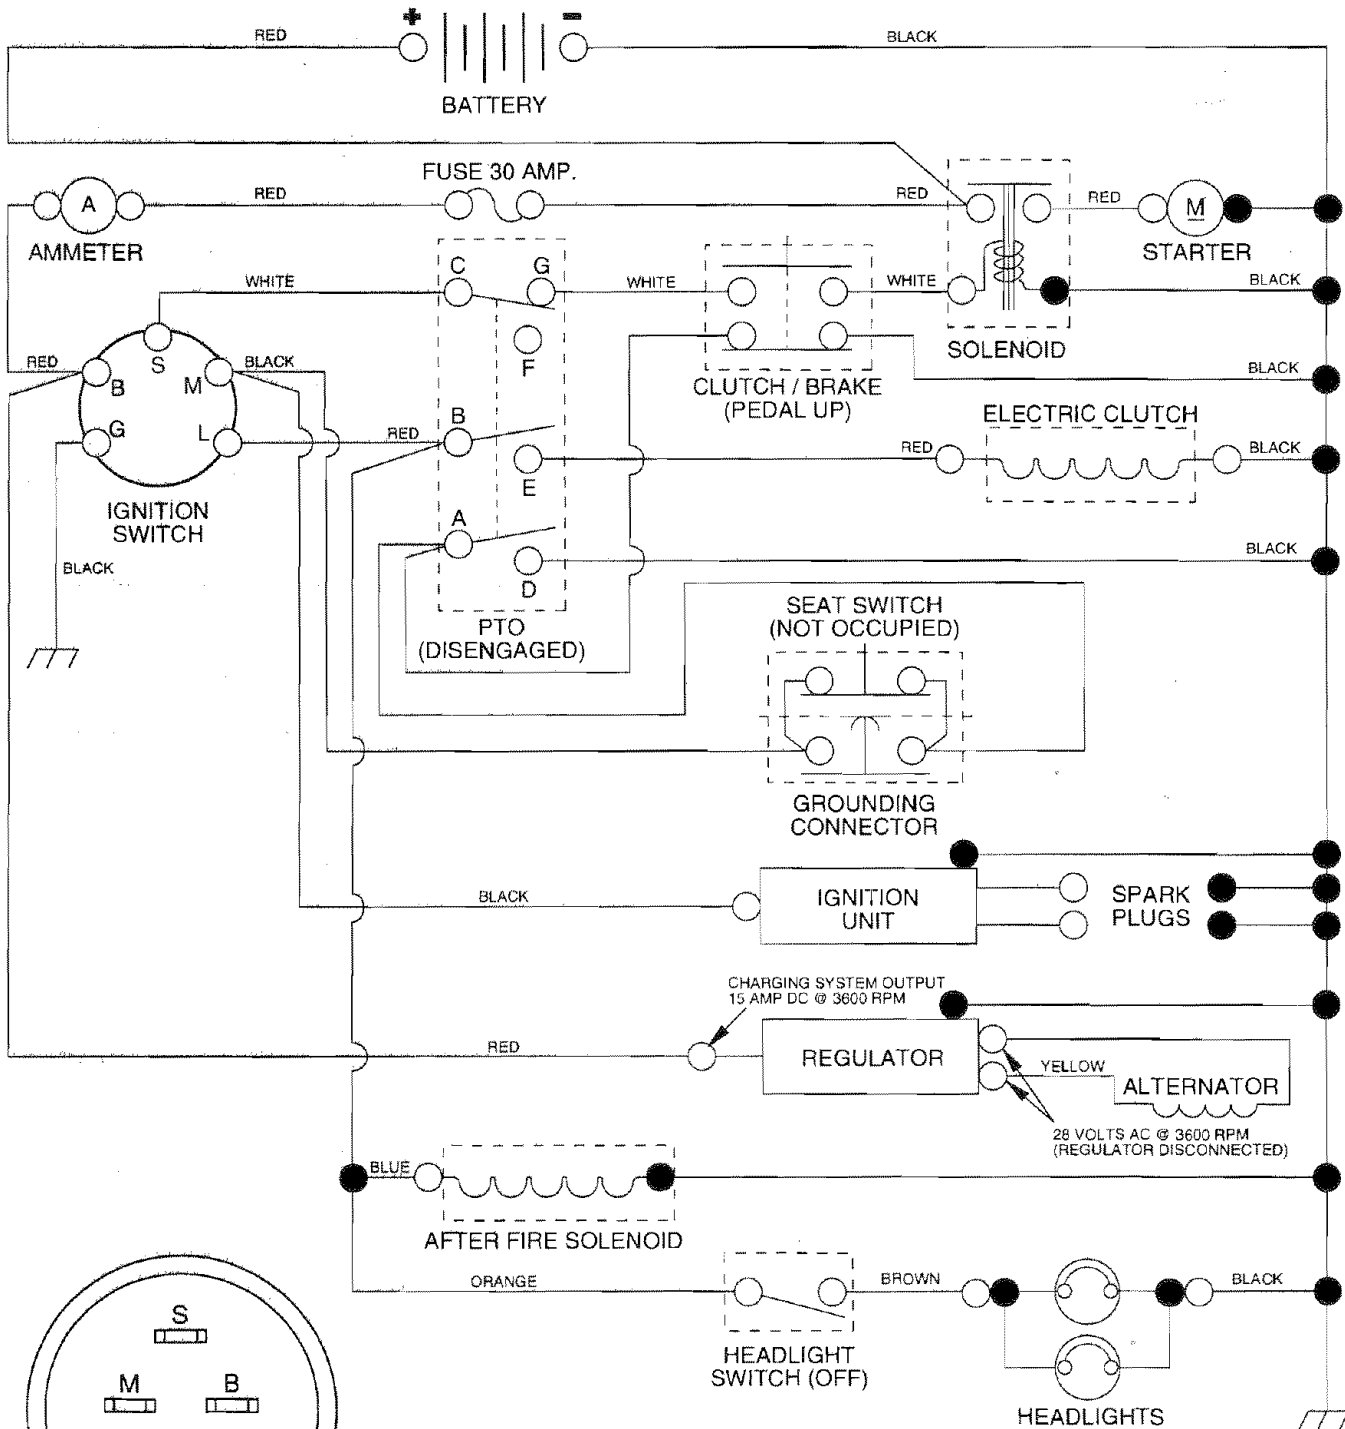 + −
RED
BLACK
BATTERY
FUSE 30 AMP.
A
RED
RED
RED
M
AMMETER
STARTER
C
G
WHITE
WHITE
WHITE
BLACK
S
F
SOLENOID
RED
B
M
BLACK
CLUTCH / BRAKE
(PEDAL UP)
BLACK
G
L
RED
B
ELECTRIC CLUTCH
RED
BLACK
E
IGNITION
SWITCH
A
BLACK
BLACK
D
PTO
(DISENGAGED)
SEAT SWITCH
(NOT OCCUPIED)
GROUNDING
CONNECTOR
BLACK
IGNITION
UNIT
SPARK
PLUGS
CHARGING SYSTEM OUTPUT
15 AMP DC @ 3600 RPM
RED
REGULATOR
YELLOW
ALTERNATOR
28 VOLTS AC @ 3600 RPM
(REGULATOR DISCONNECTED)
BLUE
AFTER FIRE SOLENOID
ORANGE
BROWN
BLACK
HEADLIGHT
SWITCH (OFF)
HEADLIGHTS
S
M
B